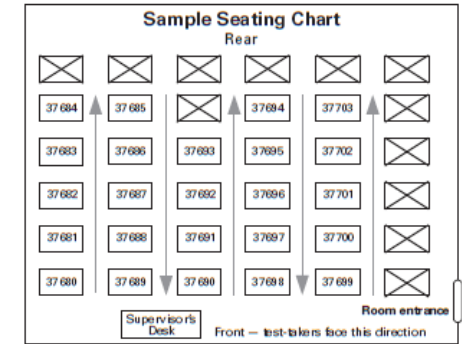 Sample Seating Chart
Rear
37684 37685 37694 37703
37683 37686 37693 37695 37702
37682 37687 37692 37696 37701
37681 37688 37691 37697 37700
37680 37689 37690 37698 37699
Room entrance
Supervisor's
Desk
Front — test-takers face this direction